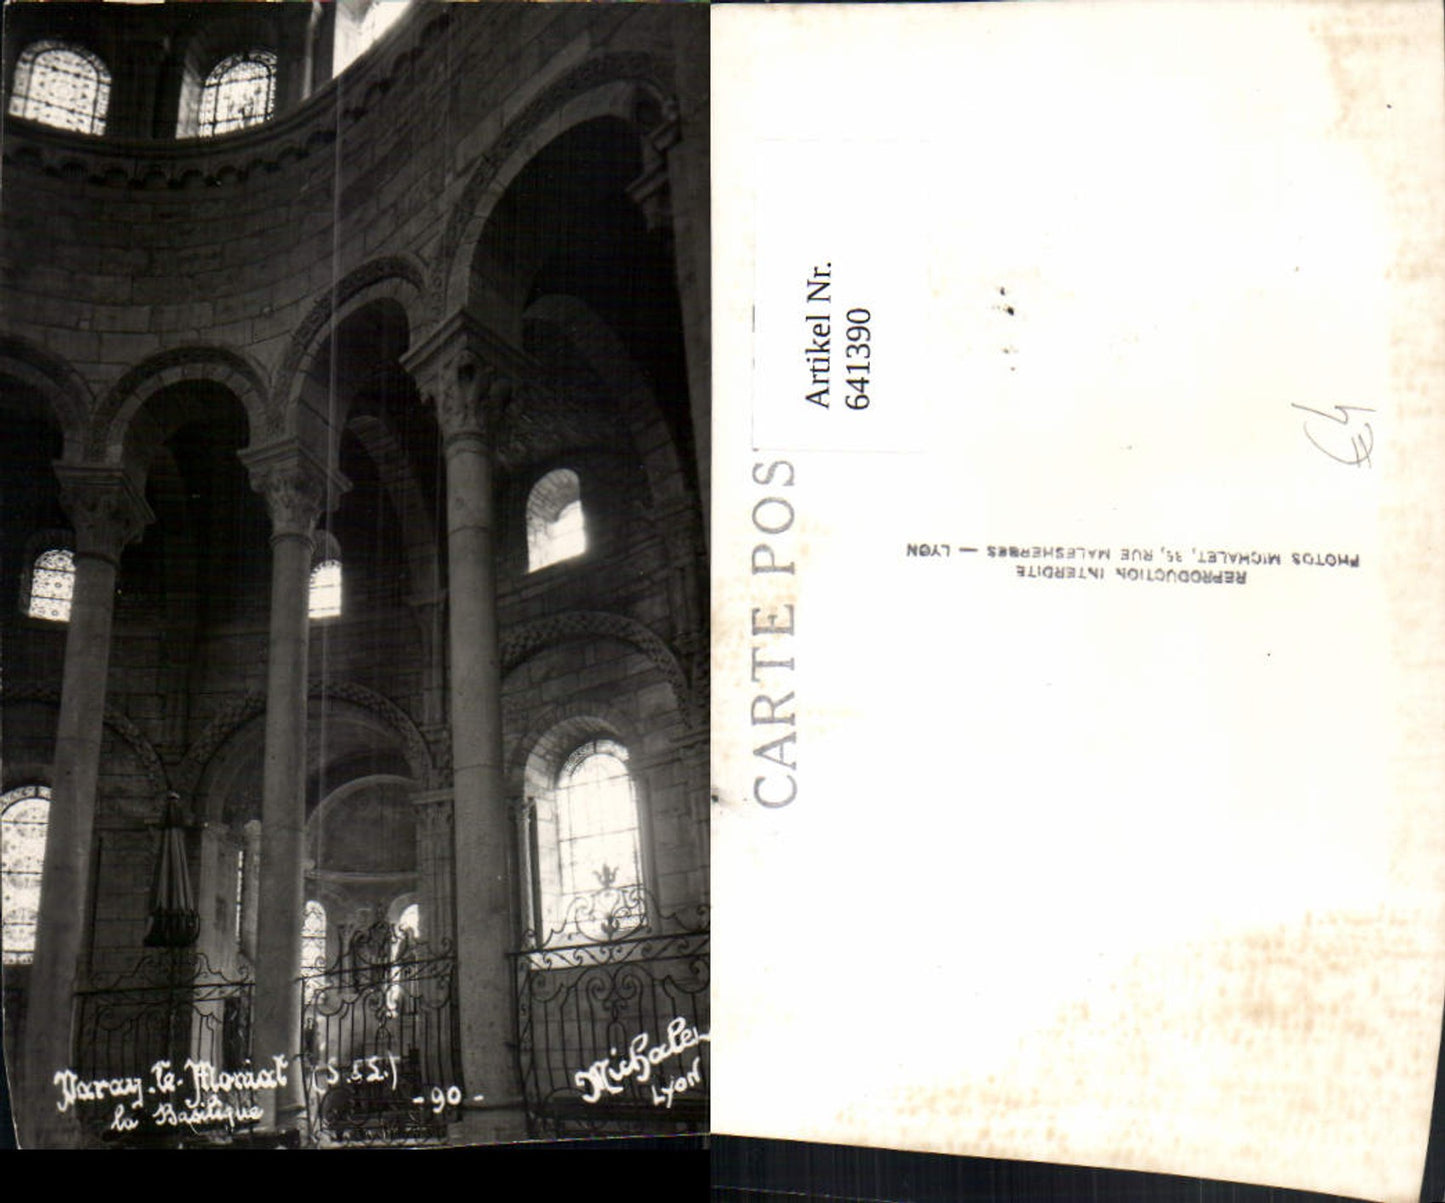 Paray-le-Monial (S.&L.)
la Basilique
-90-
Michalet
LYON
Artikel Nr.
641390
CARTE POS
PHOTOS MICHALET, 35, RUE MALESHERBES — LYON
REPRODUCTION INTERDITE